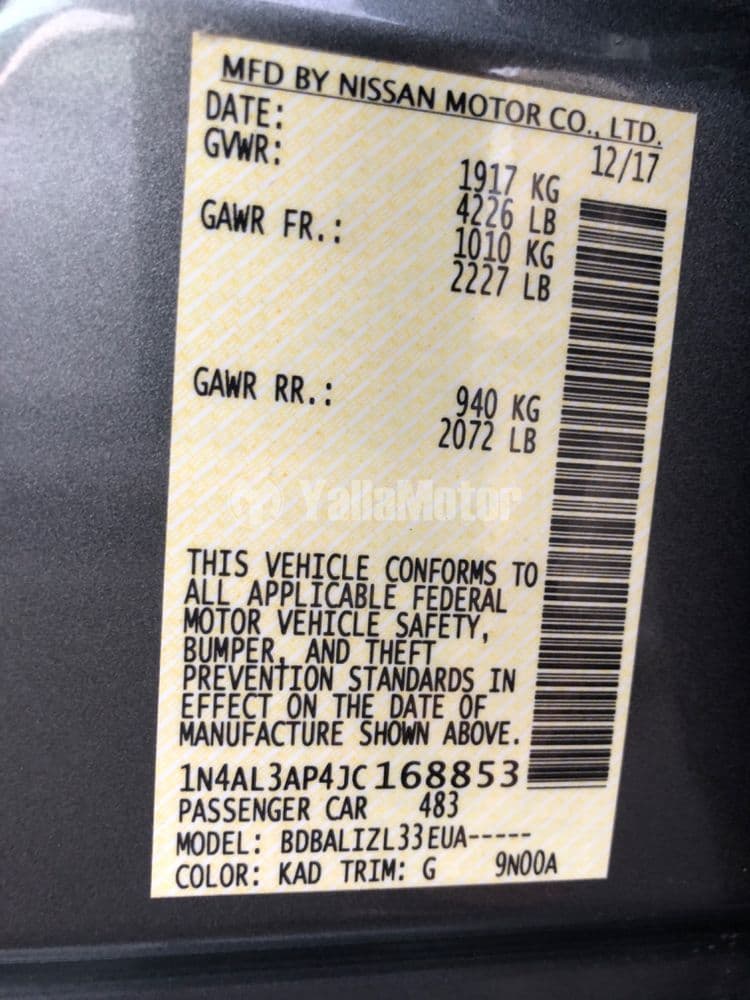 MFD BY NISSAN MOTOR CO., LTD.
DATE: 12/17
GVWR: 1917 KG
4226 LB
GAWR FR.: 1010 KG
2227 LB
GAWR RR.: 940 KG
2072 LB
YallaMotor
THIS VEHICLE CONFORMS TO
ALL APPLICABLE FEDERAL
MOTOR VEHICLE SAFETY,
BUMPER, AND THEFT
PREVENTION STANDARDS IN
EFFECT ON THE DATE OF
MANUFACTURE SHOWN ABOVE.
1N4AL3AP4JC168853
PASSENGER CAR 483
MODEL: BDBALIZL33EUA-----
COLOR: KAD TRIM: G 9N00A